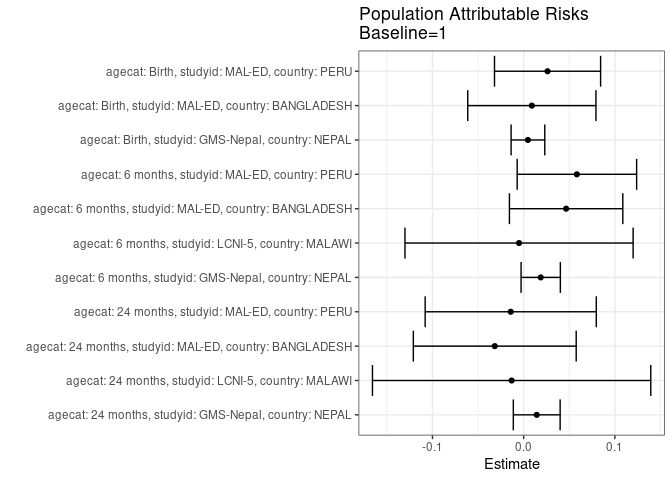 Population Attributable Risks
Baseline=1
agecat: Birth, studyid: MAL-ED, country: PERU
agecat: Birth, studyid: MAL-ED, country: BANGLADESH
agecat: Birth, studyid: GMS-Nepal, country: NEPAL
agecat: 6 months, studyid: MAL-ED, country: PERU
agecat: 6 months, studyid: MAL-ED, country: BANGLADESH
agecat: 6 months, studyid: LCNI-5, country: MALAWI
agecat: 6 months, studyid: GMS-Nepal, country: NEPAL
agecat: 24 months, studyid: MAL-ED, country: PERU
agecat: 24 months, studyid: MAL-ED, country: BANGLADESH
agecat: 24 months, studyid: LCNI-5, country: MALAWI
agecat: 24 months, studyid: GMS-Nepal, country: NEPAL
-0.1 0.0 0.1
Estimate